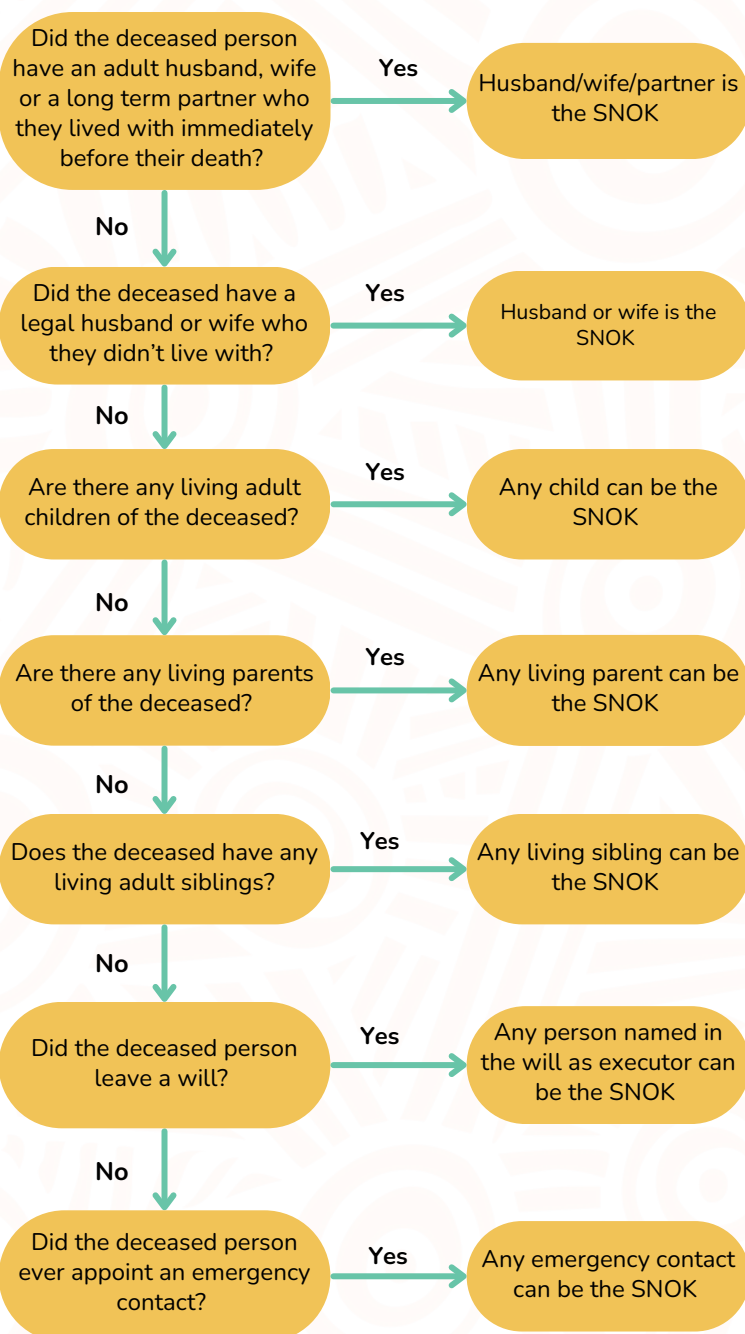 Did the deceased person
have an adult husband, wife
or a long term partner who
they lived with immediately
before their death?
Yes
Husband/wife/partner is
the SNOK
No
Did the deceased have a
legal husband or wife who
they didn’t live with?
Yes
Husband or wife is the
SNOK
No
Are there any living adult
children of the deceased?
Yes
Any child can be the
SNOK
No
Are there any living parents
of the deceased?
Yes
Any living parent can be
the SNOK
No
Does the deceased have any
living adult siblings?
Yes
Any living sibling can be
the SNOK
No
Did the deceased person
leave a will?
Yes
Any person named in
the will as executor can
be the SNOK
No
Did the deceased person
ever appoint an emergency
contact?
Yes
Any emergency contact
can be the SNOK